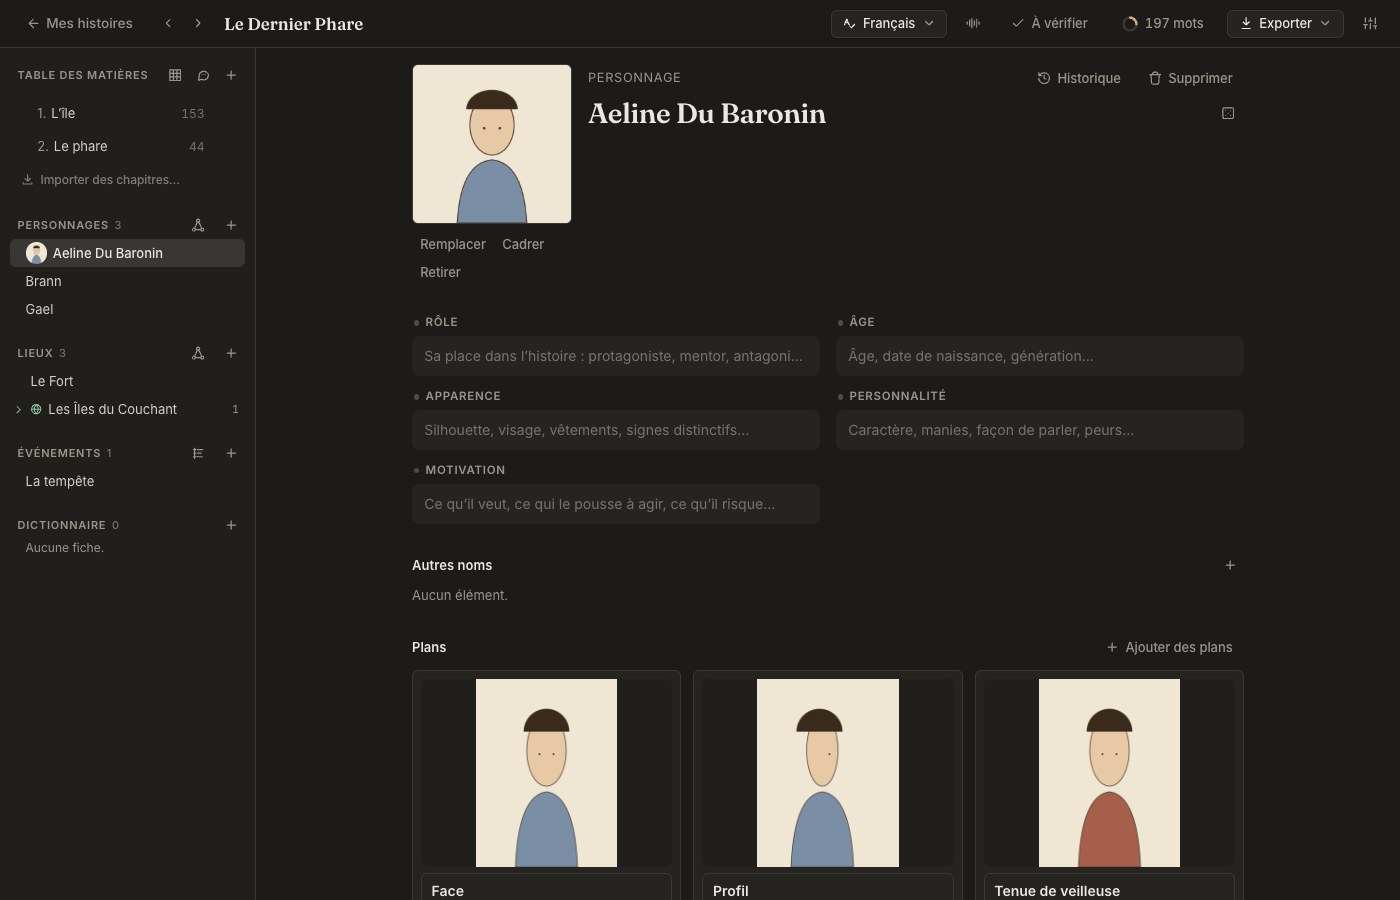 Mes histoires
Le Dernier Phare
Français
À vérifier
197 mots
Exporter
TABLE DES MATIÈRES
1. L’île 153
2. Le phare 44
Importer des chapitres…
PERSONNAGES 3
Aeline Du Baronin
Brann
Gael
LIEUX 3
Le Fort
Les Îles du Couchant 1
ÉVÉNEMENTS 1
La tempête
DICTIONNAIRE 0
Aucune fiche.
PERSONNAGE
Historique
Supprimer
Aeline Du Baronin
Remplacer Cadrer
Retirer
RÔLE
Sa place dans l’histoire : protagoniste, mentor, antagoni…
ÂGE
Âge, date de naissance, génération…
APPARENCE
Silhouette, visage, vêtements, signes distinctifs…
PERSONNALITÉ
Caractère, manies, façon de parler, peurs…
MOTIVATION
Ce qu’il veut, ce qui le pousse à agir, ce qu’il risque…
Autres noms
Aucun élément.
Plans
Ajouter des plans
Face
Profil
Tenue de veilleuse